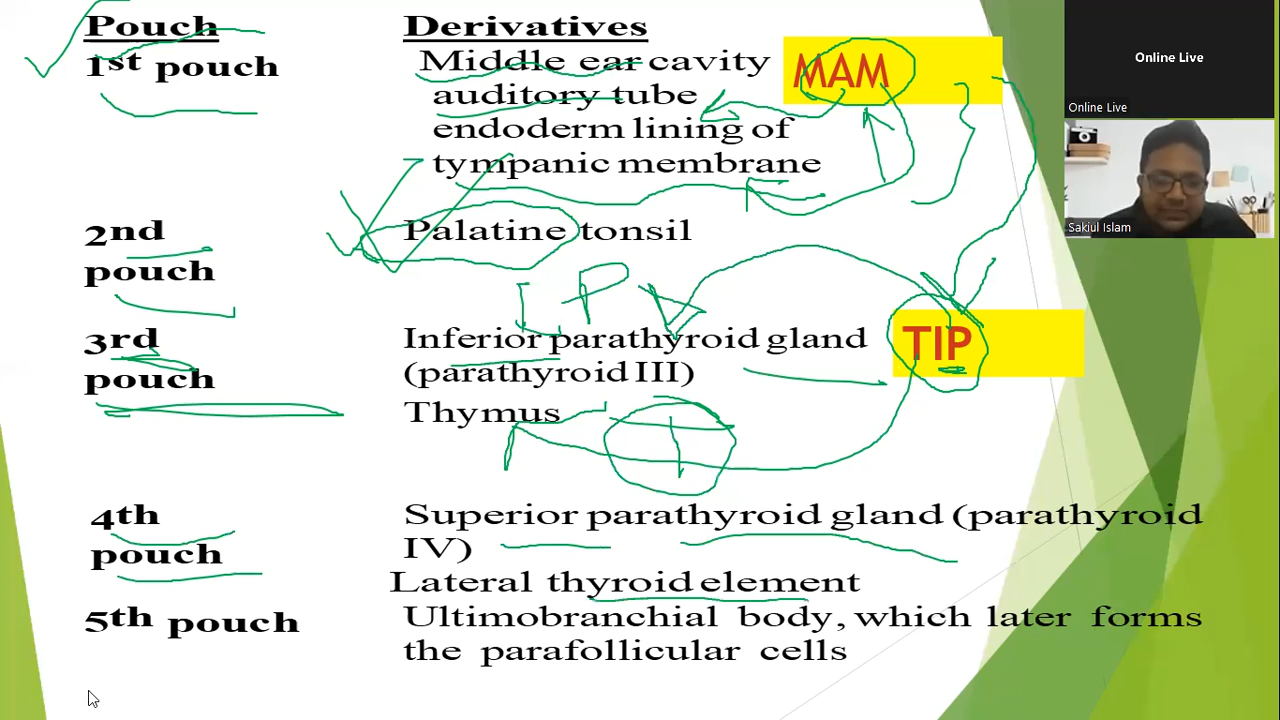 Pouch Derivatives
1st pouch Middle ear cavity MAM
auditory tube
endoderm lining of
tympanic membrane
2nd Palatine tonsil
pouch
IP
3rd Inferior parathyroid gland TIP
pouch (parathyroid III)
Thymus
T
4th Superior parathyroid gland (parathyroid
pouch IV)
Lateral thyroid element
5th pouch Ultimobranchial body, which later forms
the parafollicular cells
Online Live
Online Live
Sakiul Islam